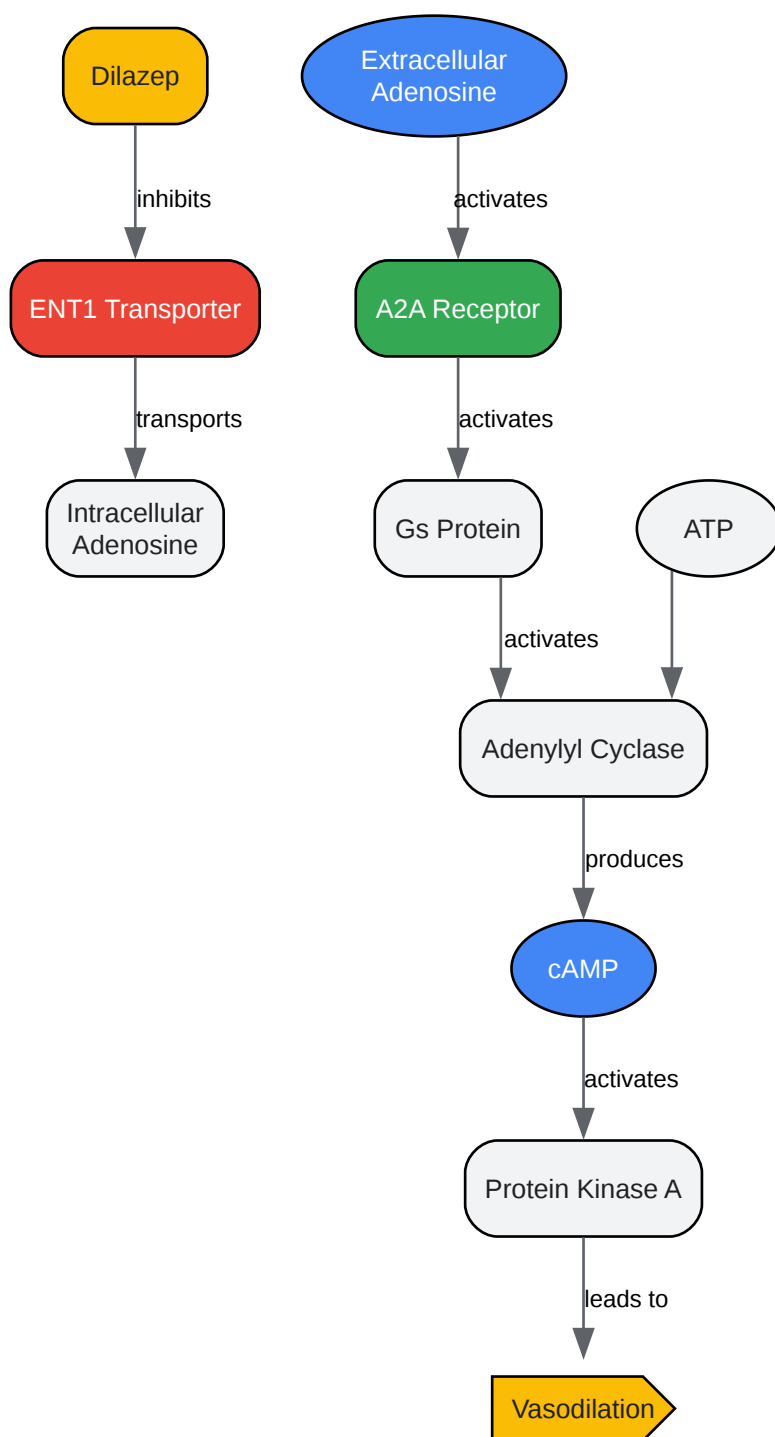 Dilazep
Extracellular
Adenosine
inhibits
activates
ENT1 Transporter
A2A Receptor
transports
activates
Intracellular
Adenosine
Gs Protein
ATP
activates
Adenylyl Cyclase
produces
cAMP
activates
Protein Kinase A
leads to
Vasodilation